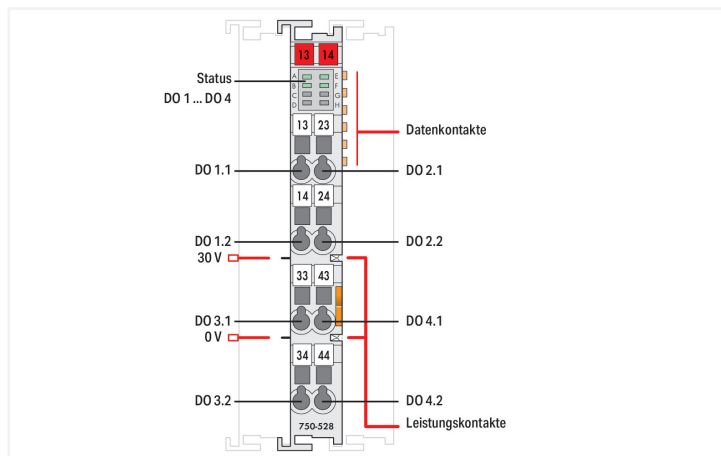 13 14
Status
DO 1 ... DO 4
A E
B F
C G
D H
13 23
Datenkontakte
DO 1.1
DO 2.1
14 24
DO 1.2
DO 2.2
30 V
33 43
DO 3.1
DO 4.1
0 V
34 44
DO 3.2
DO 4.2
750-528
Leistungskontakte